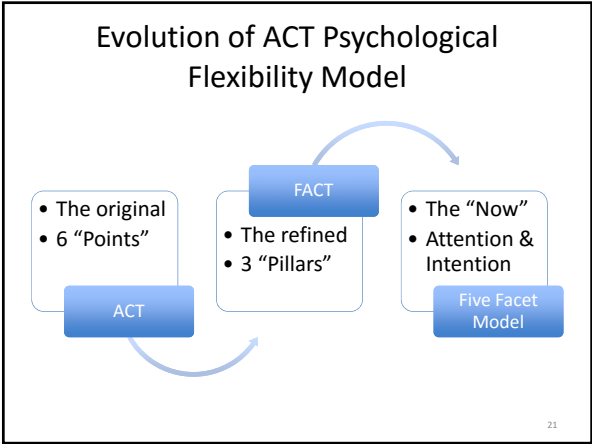 Evolution of ACT Psychological
Flexibility Model
• The original
• 6 “Points”
ACT
FACT
• The refined
• 3 “Pillars”
• The “Now”
• Attention &
Intention
Five Facet
Model
21